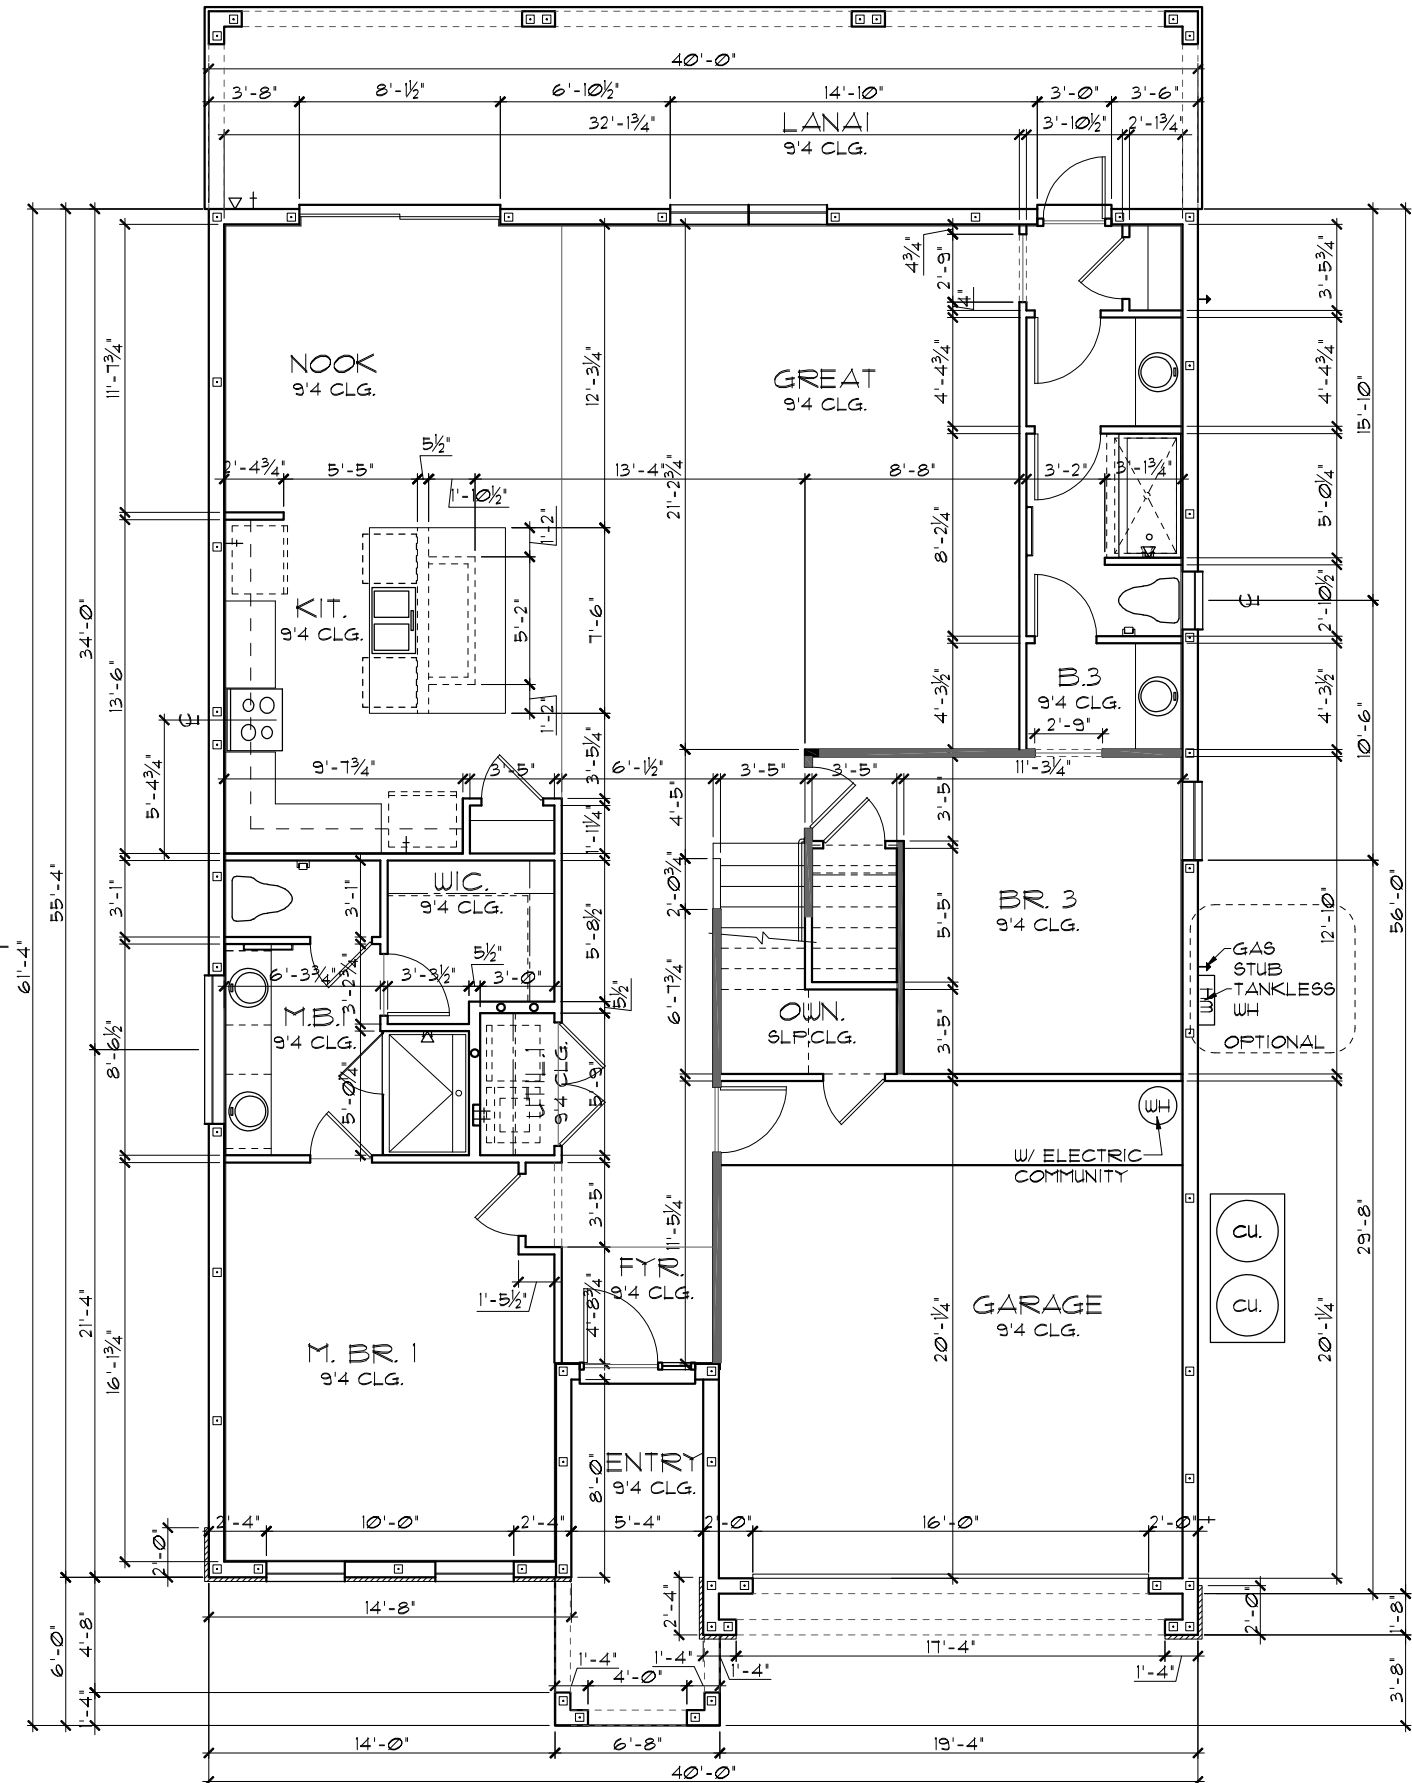 40'-0"
3'-8"
8'-1½"
6'-10½"
14'-10"
3'-0"
3'-6"
32'-1¾"
LANAI
9'4 CLG.
3'-10½"
2'-1¾"
4¾"
2'-9"
4"
3'-5¾"
11'-7¾"
NOOK
9'4 CLG.
12'-3¼"
GREAT
9'4 CLG.
4'-4¾"
4'-4¾"
15'-10"
5½"
2'-4¾"
5'-5"
1'-10½"
13'-4"
21'-2¾"
8'-8"
3'-2"
3'-1¾"
1'-2"
8'-2¼"
5'-0¼"
34'-0"
KIT.
9'4 CLG.
5'-2"
7'-6"
2'-10½"
13'-6"
1'-2"
B.3
9'4 CLG.
2'-9"
4'-3½"
4'-3½"
10'-6"
5'-4¾"
9'-7¾"
3'-5"
3'-5¼"
6'-1½"
3'-5"
3'-5"
11'-3¼"
1'-11¼"
4'-5"
3'-5"
55'-4"
61'-4"
3'-1"
3'-1"
WIC.
9'4 CLG.
5'-8½"
2'-0¾"
5'-5"
BR. 3
9'4 CLG.
12'-10"
56'-0"
GAS
STUB
TANKLESS
WH
WH
OPTIONAL
6'-3¾"
3'-2¾"
3'-3½"
5½"
3'-0"
5½"
6'-7¾"
M.B.1
9'4 CLG.
OWN.
SLP.CLG.
3'-5"
8'-6½"
5'-0¼"
UTIL.1
9'4 CLG.
5'-9"
WH
W/ ELECTRIC
COMMUNITY
3'-5"
11'-5¼"
29'-8"
CU.
CU.
FYR.
9'4 CLG.
1'-5½"
4'-8¼"
GARAGE
9'4 CLG.
21'-4"
16'-1¾"
M. BR. 1
9'4 CLG.
20'-1¼"
20'-1¼"
ENTRY
9'4 CLG.
8'-0"
2'-4"
10'-0"
2'-4"
5'-4"
2'-0"
16'-0"
2'-0"
2'-0"
14'-8"
2'-4"
2'-0"
1'-8"
6'-0"
4'-8"
1'-4"
4'-0"
1'-4"
1'-4"
17'-4"
1'-4"
3'-8"
1'-4"
14'-0"
6'-8"
19'-4"
40'-0"